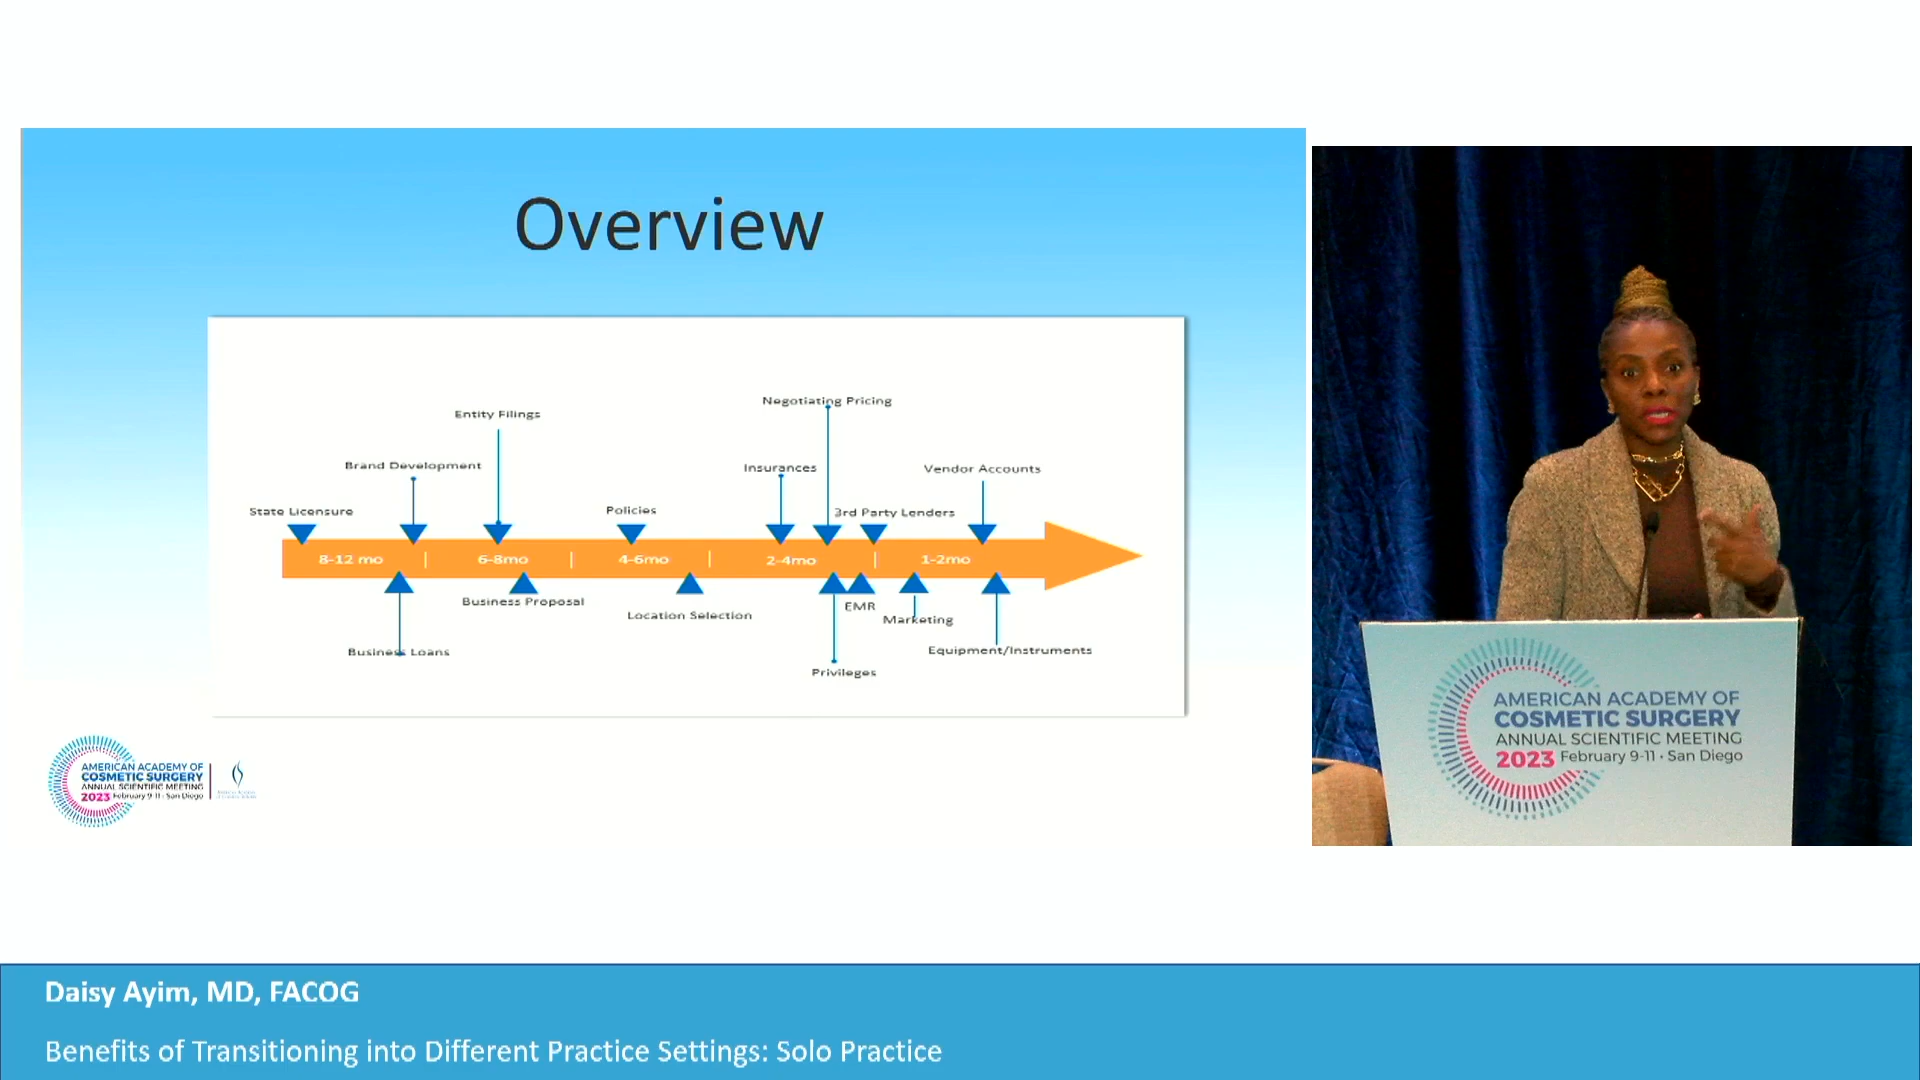 Overview
Negotiating Pricing
Entity Filings
Brand Development
Insurances
Vendor Accounts
State Licensure
Policies
3rd Party Lenders
8-12 mo
6-8mo
4-6mo
2-4mo
1-2mo
Business Proposal
EMR
Location Selection
Marketing
Business Loans
Equipment/Instruments
Privileges
AMERICAN ACADEMY OF
COSMETIC SURGERY
ANNUAL SCIENTIFIC MEETING
2023 February 9-11 • San Diego
AMERICAN ACADEMY OF
COSMETIC SURGERY
ANNUAL SCIENTIFIC MEETING
2023 February 9-11 • San Diego
Daisy Ayim, MD, FACOG
Benefits of Transitioning into Different Practice Settings: Solo Practice